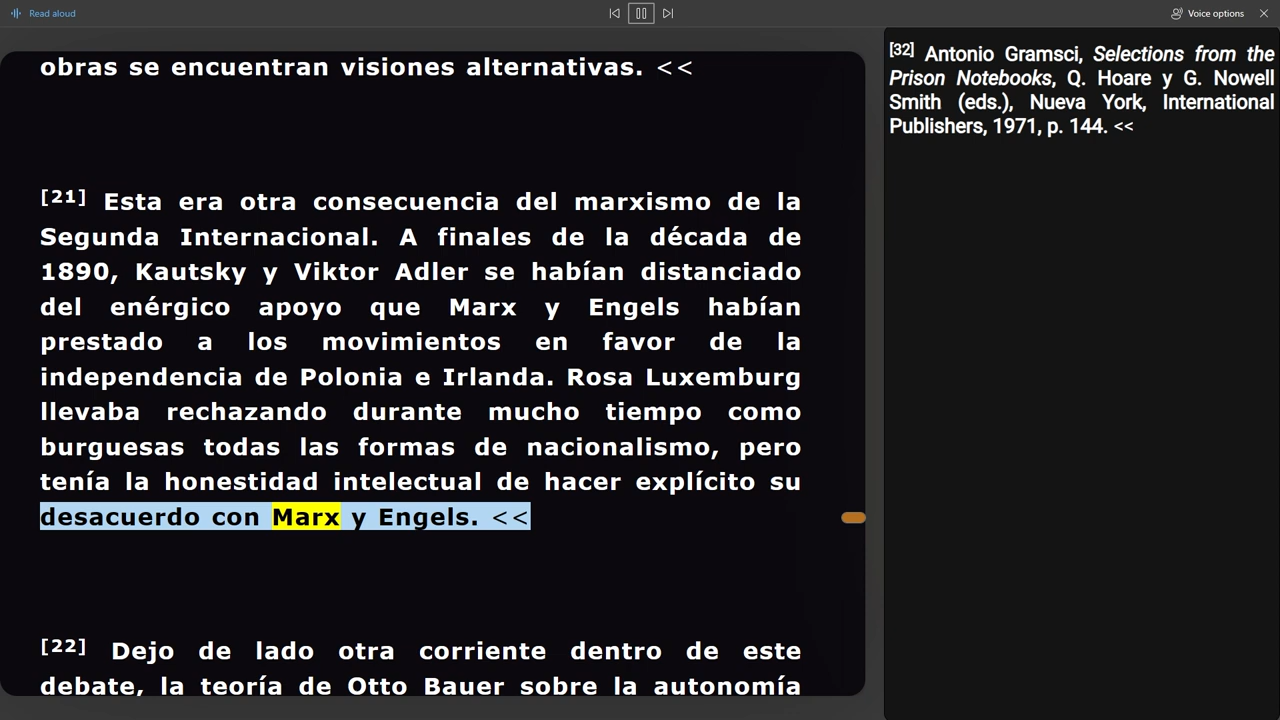 Read aloud
Voice options
obras se encuentran visiones alternativas. <<
[21] Esta era otra consecuencia del marxismo de la
Segunda Internacional. A finales de la década de
1890, Kautsky y Viktor Adler se habían distanciado
del enérgico apoyo que Marx y Engels habían
prestado a los movimientos en favor de la
independencia de Polonia e Irlanda. Rosa Luxemburg
llevaba rechazando durante mucho tiempo como
burguesas todas las formas de nacionalismo, pero
tenía la honestidad intelectual de hacer explícito su
desacuerdo con Marx y Engels. <<
[22] Dejo de lado otra corriente dentro de este
debate, la teoría de Otto Bauer sobre la autonomía
[32] Antonio Gramsci, Selections from the
Prison Notebooks, Q. Hoare y G. Nowell
Smith (eds.), Nueva York, International
Publishers, 1971, p. 144. <<